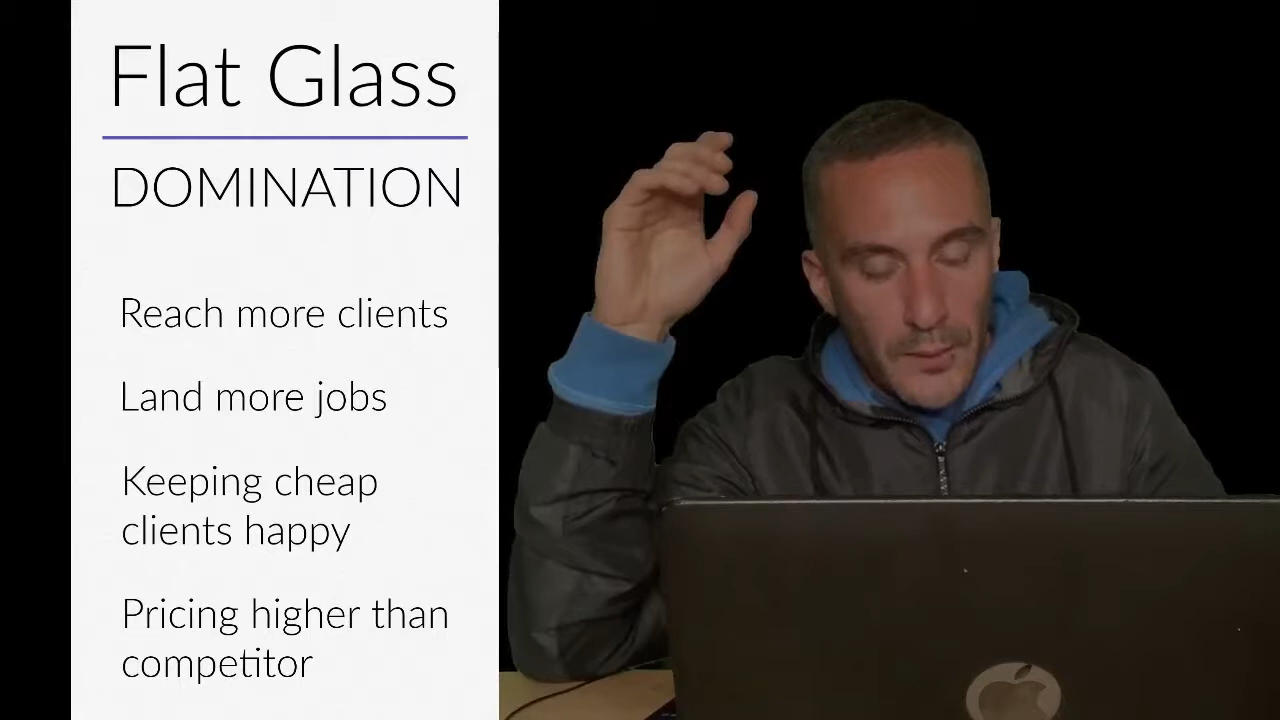 Flat Glass
DOMINATION
Reach more clients
Land more jobs
Keeping cheap
clients happy
Pricing higher than
competitor